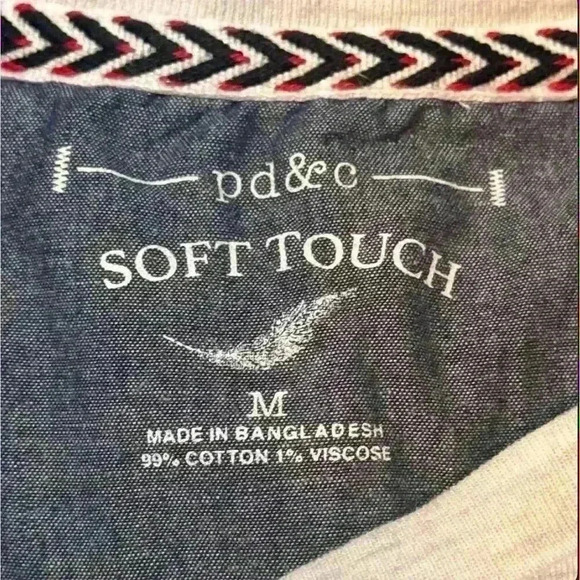 pd&c
SOFT TOUCH
M
MADE IN BANGLADESH
99% COTTON 1% VISCOSE